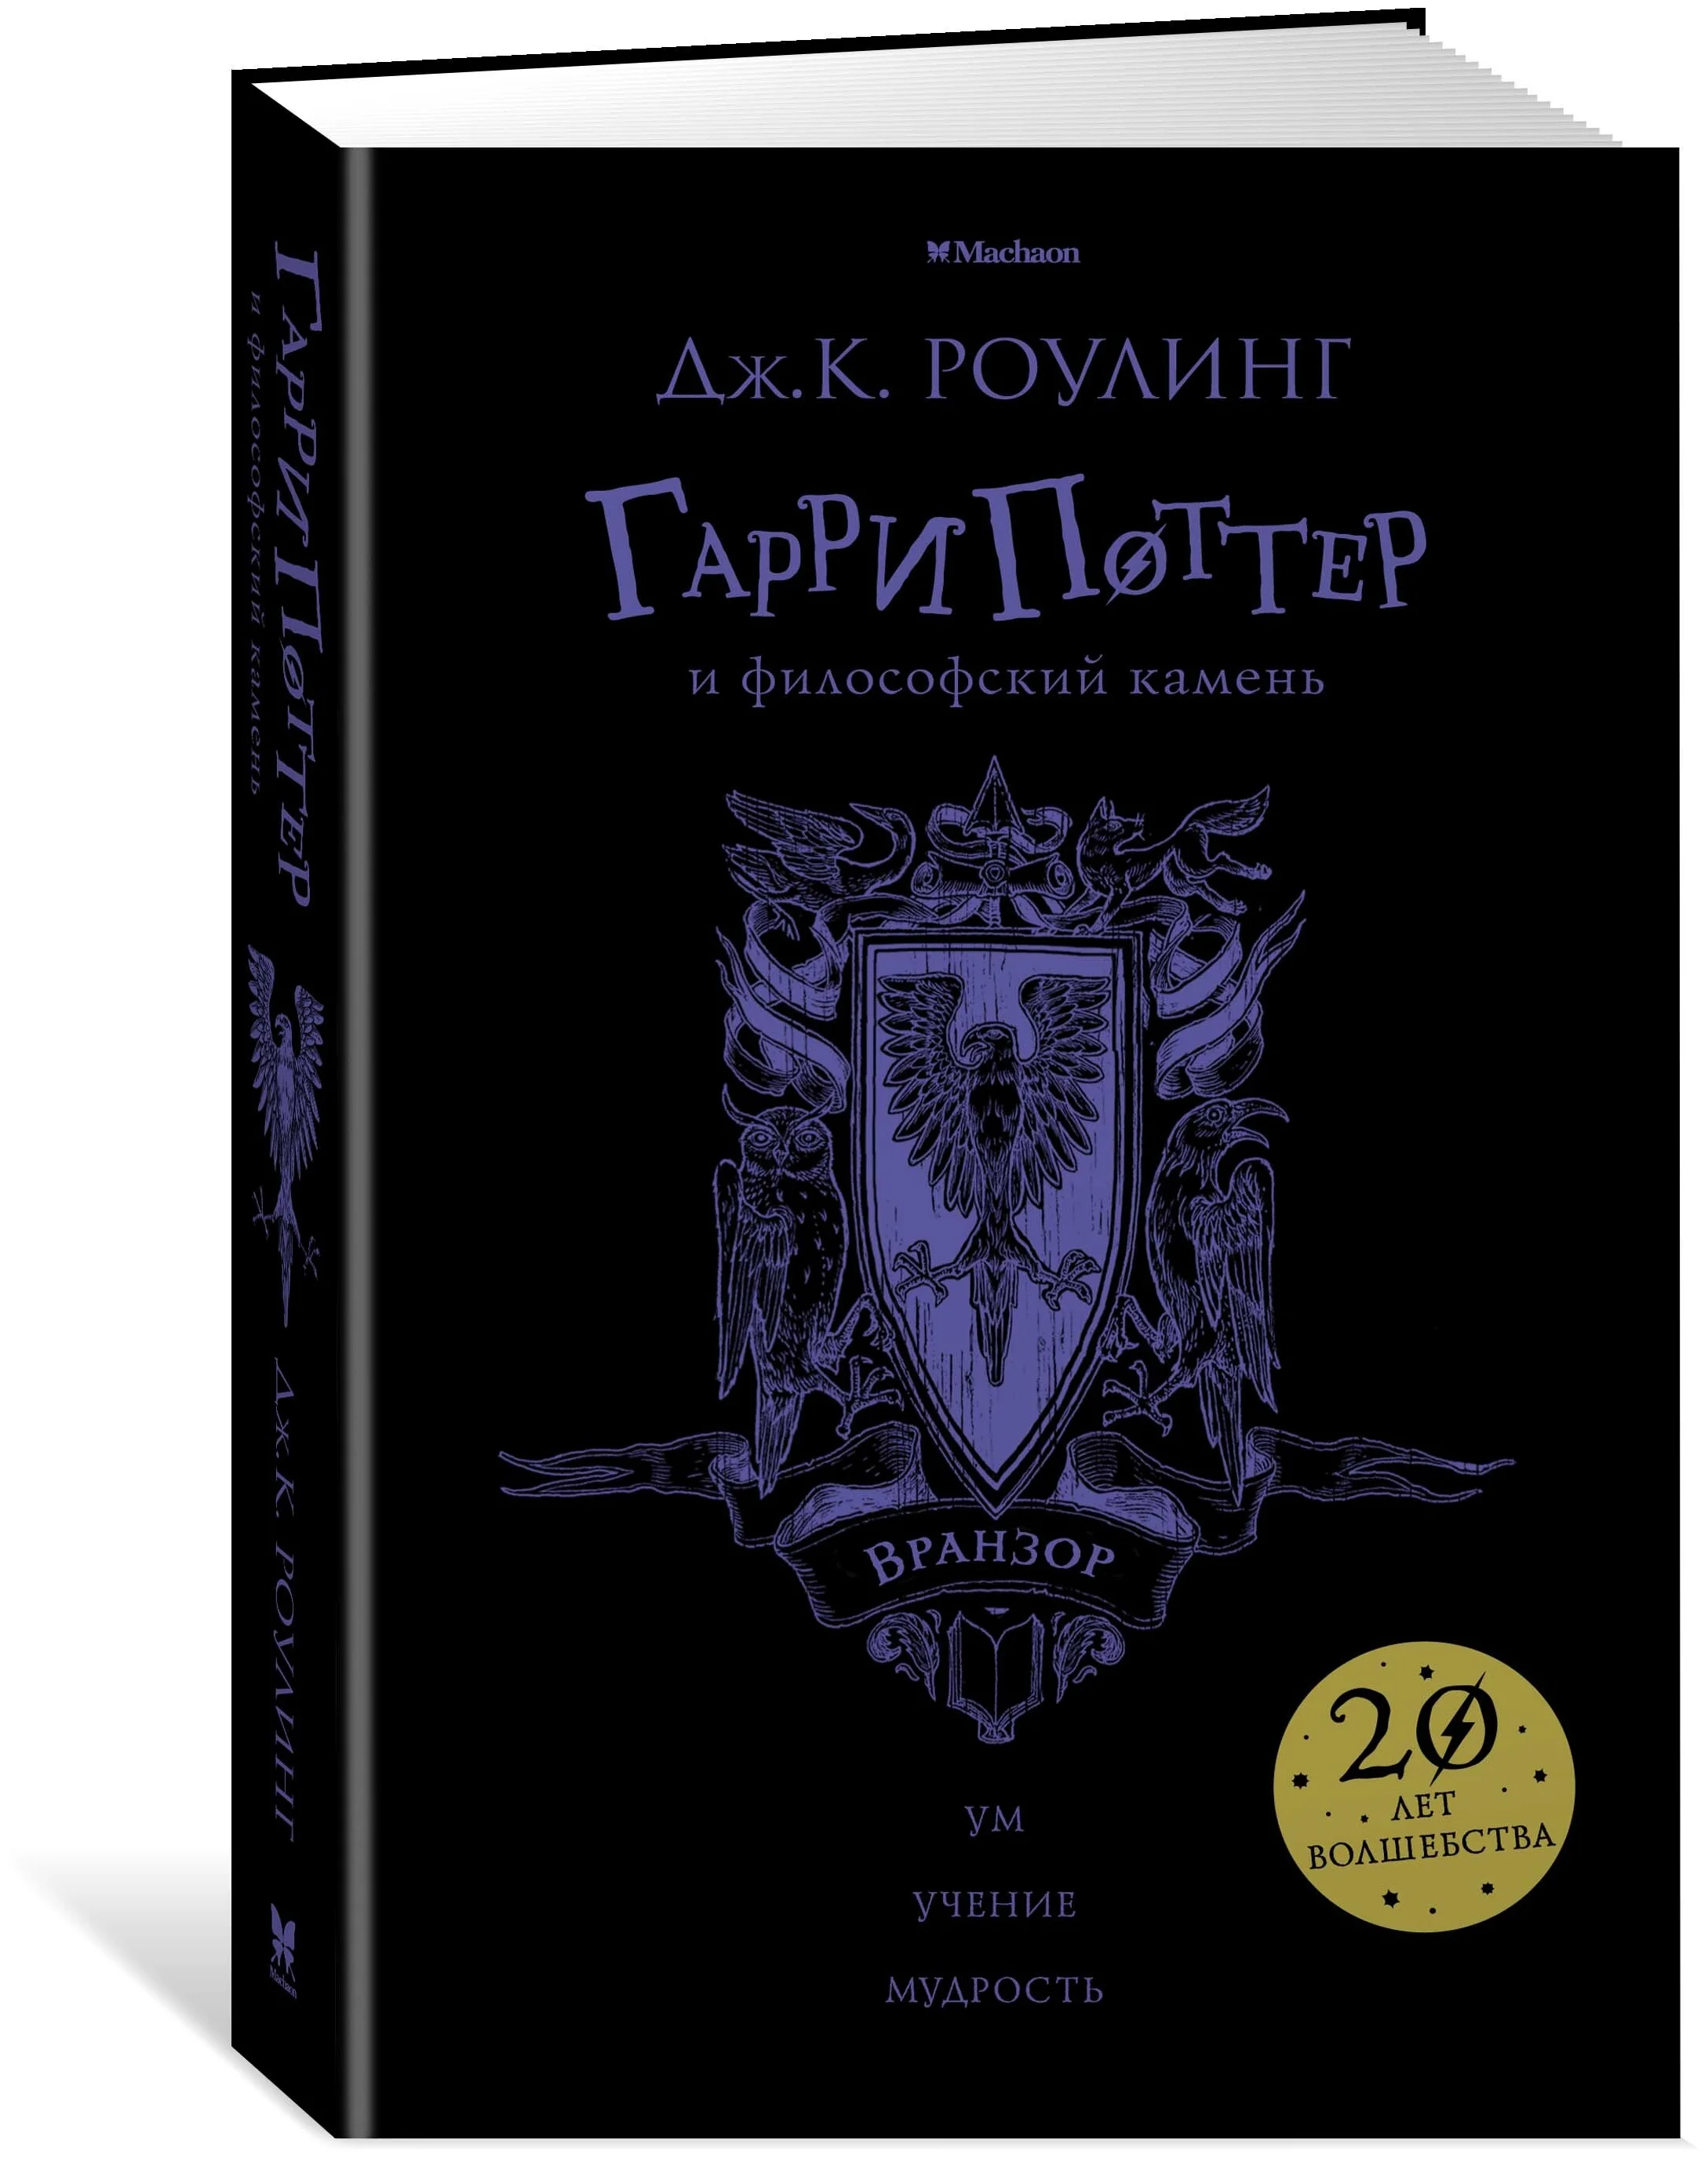 Machaon
Дж.К. РОУЛИНГ
ГАРРИ ПОТТЕР
и философский камень
ВРАНЗОР
20
ЛЕТ
ВОЛШЕБСТВА
УМ
УЧЕНИЕ
МУДРОСТЬ
ГАРРИ ПОТТЕР
и философский камень
Дж.К. РОУЛИНГ
Machaon